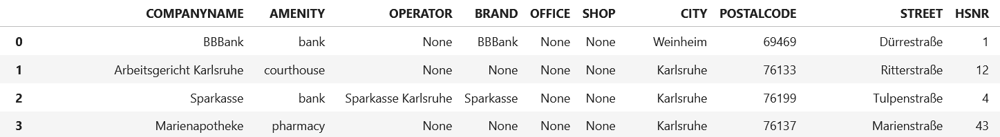 COMPANYNAME AMENITY OPERATOR BRAND OFFICE SHOP CITY POSTALCODE STREET HSNR
0 BBBank bank None BBBank None None Weinheim 69469 Dürrestraße 1
1 Arbeitsgericht Karlsruhe courthouse None None None None Karlsruhe 76133 Ritterstraße 12
2 Sparkasse bank Sparkasse Karlsruhe Sparkasse None None Karlsruhe 76199 Tulpenstraße 4
3 Marienapotheke pharmacy None None None None Karlsruhe 76137 Marienstraße 43